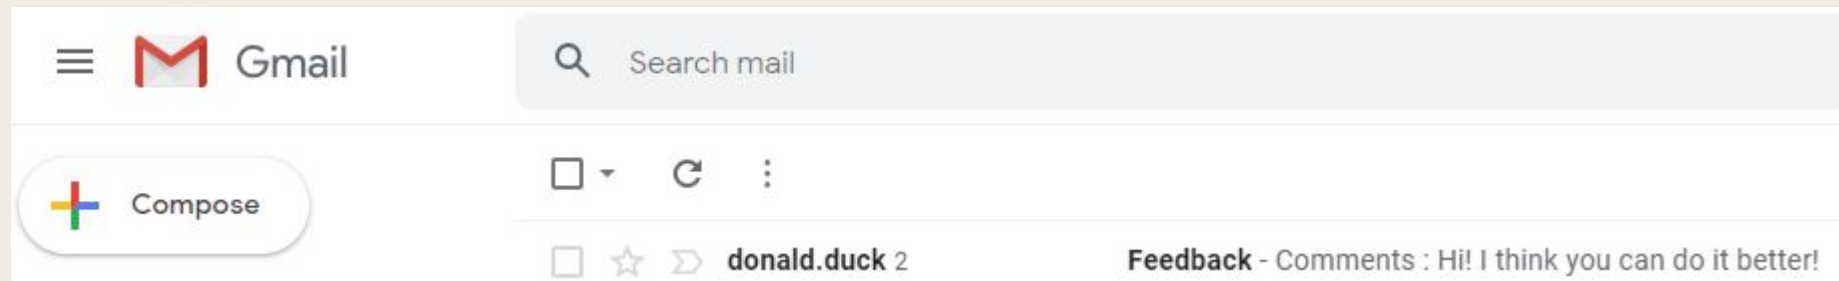 Gmail
Search mail
Compose
donald.duck 2 Feedback - Comments : Hi! I think you can do it better!